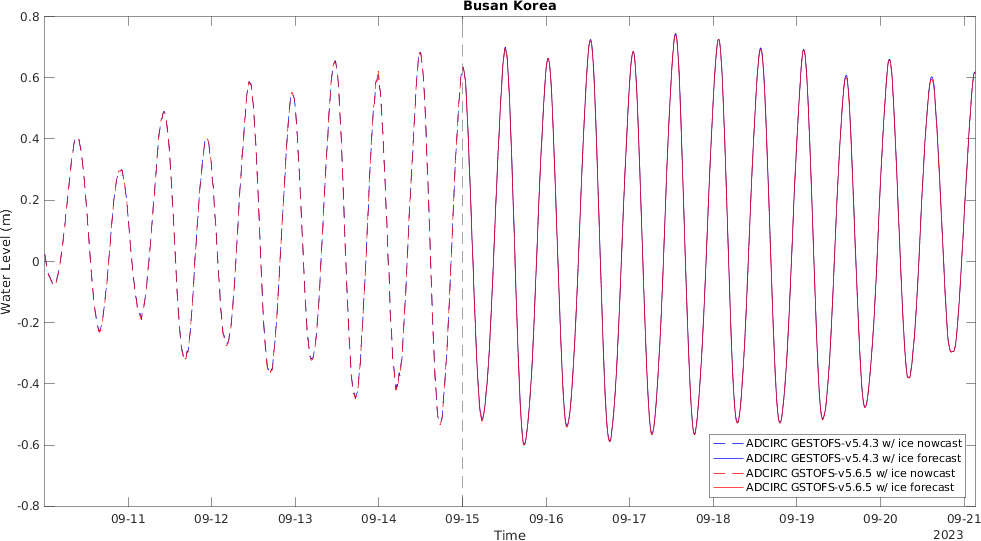 Busan Korea
0.8
0.6
0.4
0.2
0
-0.2
-0.4
-0.6
-0.8
Water Level (m)
ADCIRC GESTOFS-v5.4.3 w/ ice nowcast
ADCIRC GESTOFS-v5.4.3 w/ ice forecast
ADCIRC GSTOFS-v5.6.5 w/ ice nowcast
ADCIRC GSTOFS-v5.6.5 w/ ice forecast
09-11 09-12 09-13 09-14 09-15 09-16 09-17 09-18 09-19 09-20 09-21
Time
2023